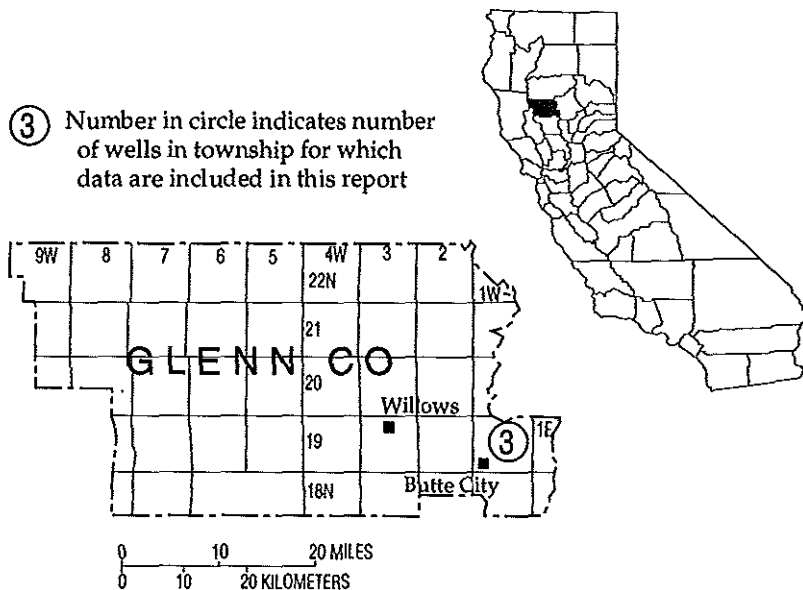 3 Number in circle indicates number
of wells in township for which
data are included in this report
9W 8 7 6 5 4W 3 2
22N
1W
21
GLENN CO
20
Willows
19
3
1E
Butte City
18N
0 10 20 MILES
0 10 20 KILOMETERS